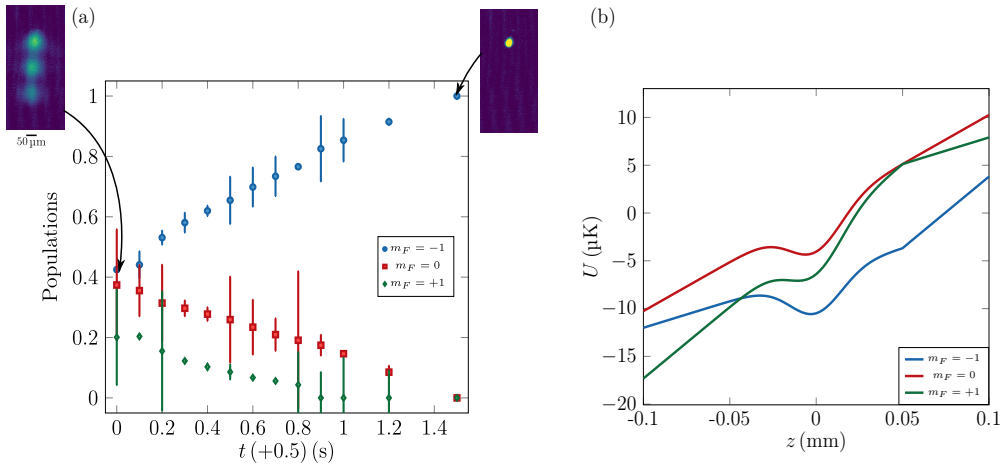 (a)
50 µm
1
0.8
0.6
0.4
0.2
0
Populations
m_F = −1
m_F = 0
m_F = +1
0 0.2 0.4 0.6 0.8 1 1.2 1.4
t (+0.5) (s)
(b)
10
5
0
−5
−10
−15
−20
U (µK)
m_F = −1
m_F = 0
m_F = +1
-0.1 -0.05 0 0.05 0.1
z (mm)